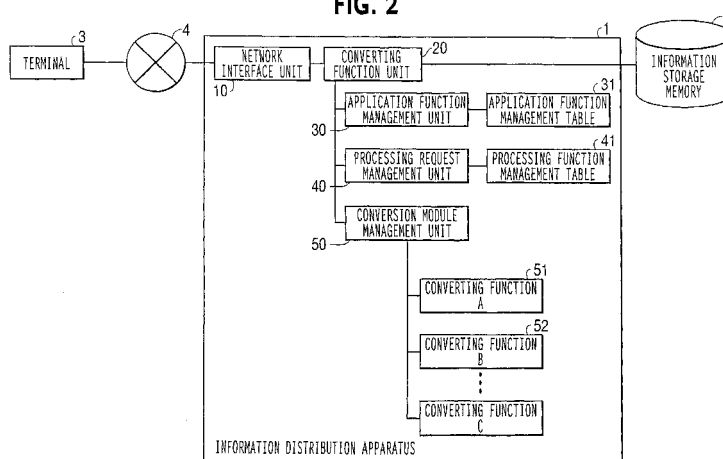 FIG. 2
3
4
1
TERMINAL
NETWORK
INTERFACE UNIT
10
CONVERTING
FUNCTION UNIT
20
INFORMATION
STORAGE
MEMORY
APPLICATION FUNCTION
MANAGEMENT UNIT
30
APPLICATION FUNCTION
MANAGEMENT TABLE
31
PROCESSING REQUEST
MANAGEMENT UNIT
40
PROCESSING FUNCTION
MANAGEMENT TABLE
41
CONVERSION MODULE
MANAGEMENT UNIT
50
51
CONVERTING FUNCTION
A
52
CONVERTING FUNCTION
B
CONVERTING FUNCTION
C
INFORMATION DISTRIBUTION APPARATUS